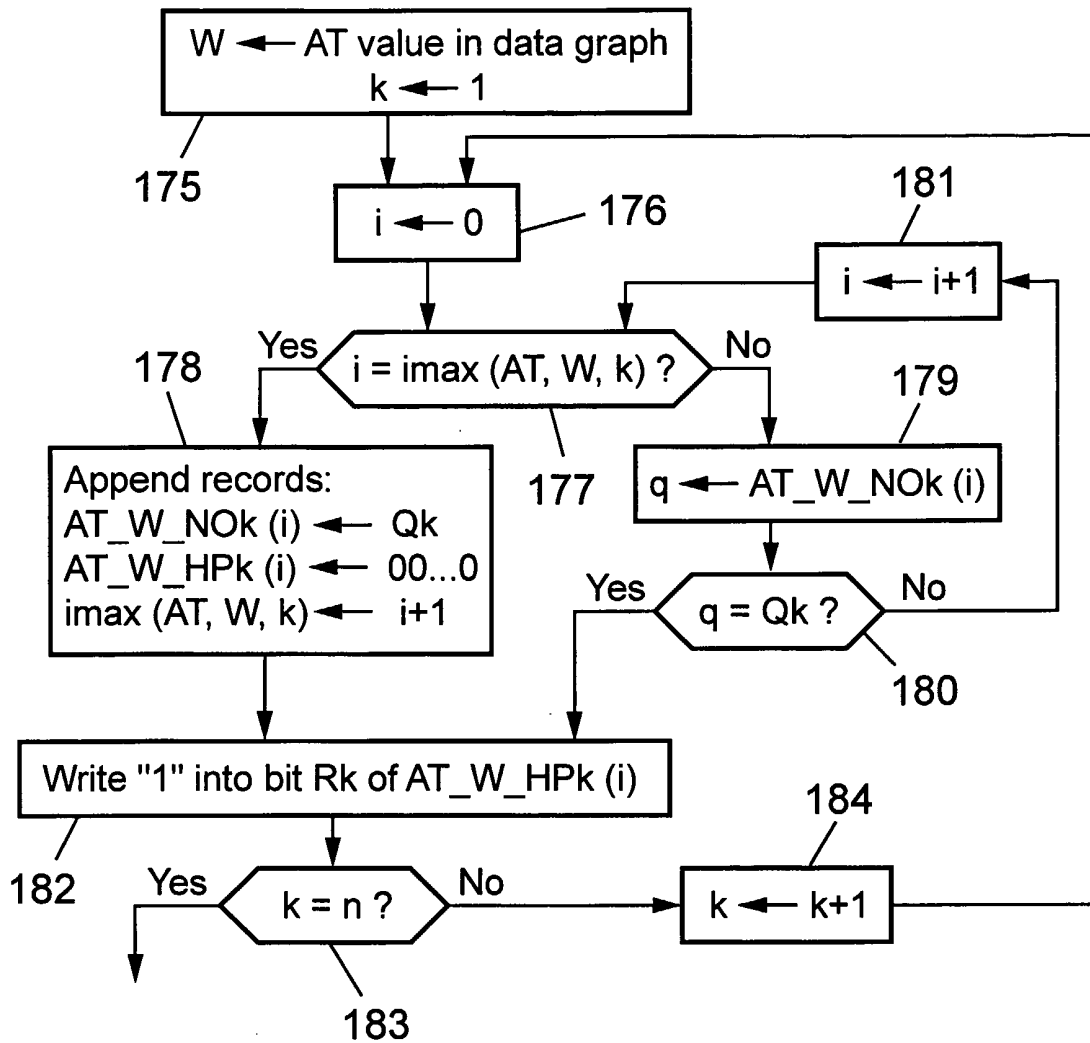 W ← AT value in data graph
k ← 1
175
i ← 0
176
181
i ← i+1
Yes
i = imax (AT, W, k) ?
No
177
178
Append records:
AT_W_NOk (i) ← Qk
AT_W_HPk (i) ← 00...0
imax (AT, W, k) ← i+1
179
q ← AT_W_NOk (i)
Yes
q = Qk ?
No
180
Write "1" into bit Rk of AT_W_HPk (i)
182
Yes
k = n ?
No
183
184
k ← k+1